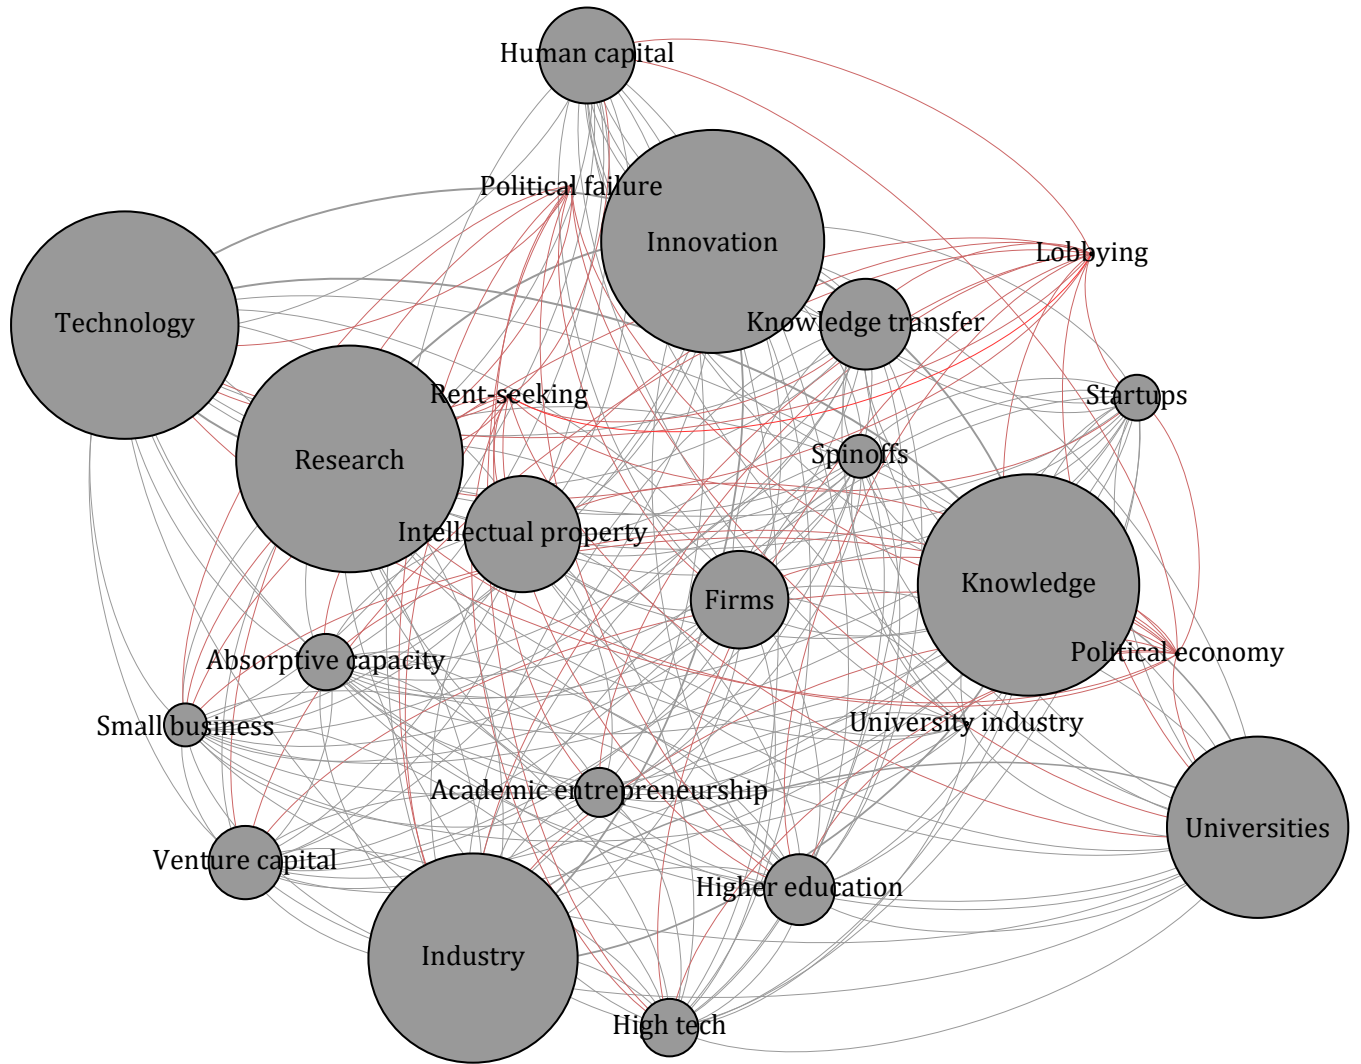 Human capital
Political failure
Innovation
Lobbying
Technology
Knowledge transfer
Rent-seeking
Startups
Research
Spinoffs
Intellectual property
Knowledge
Firms
Absorptive capacity
Political economy
Small business
University industry
Academic entrepreneurship
Universities
Venture capital
Higher education
Industry
High tech